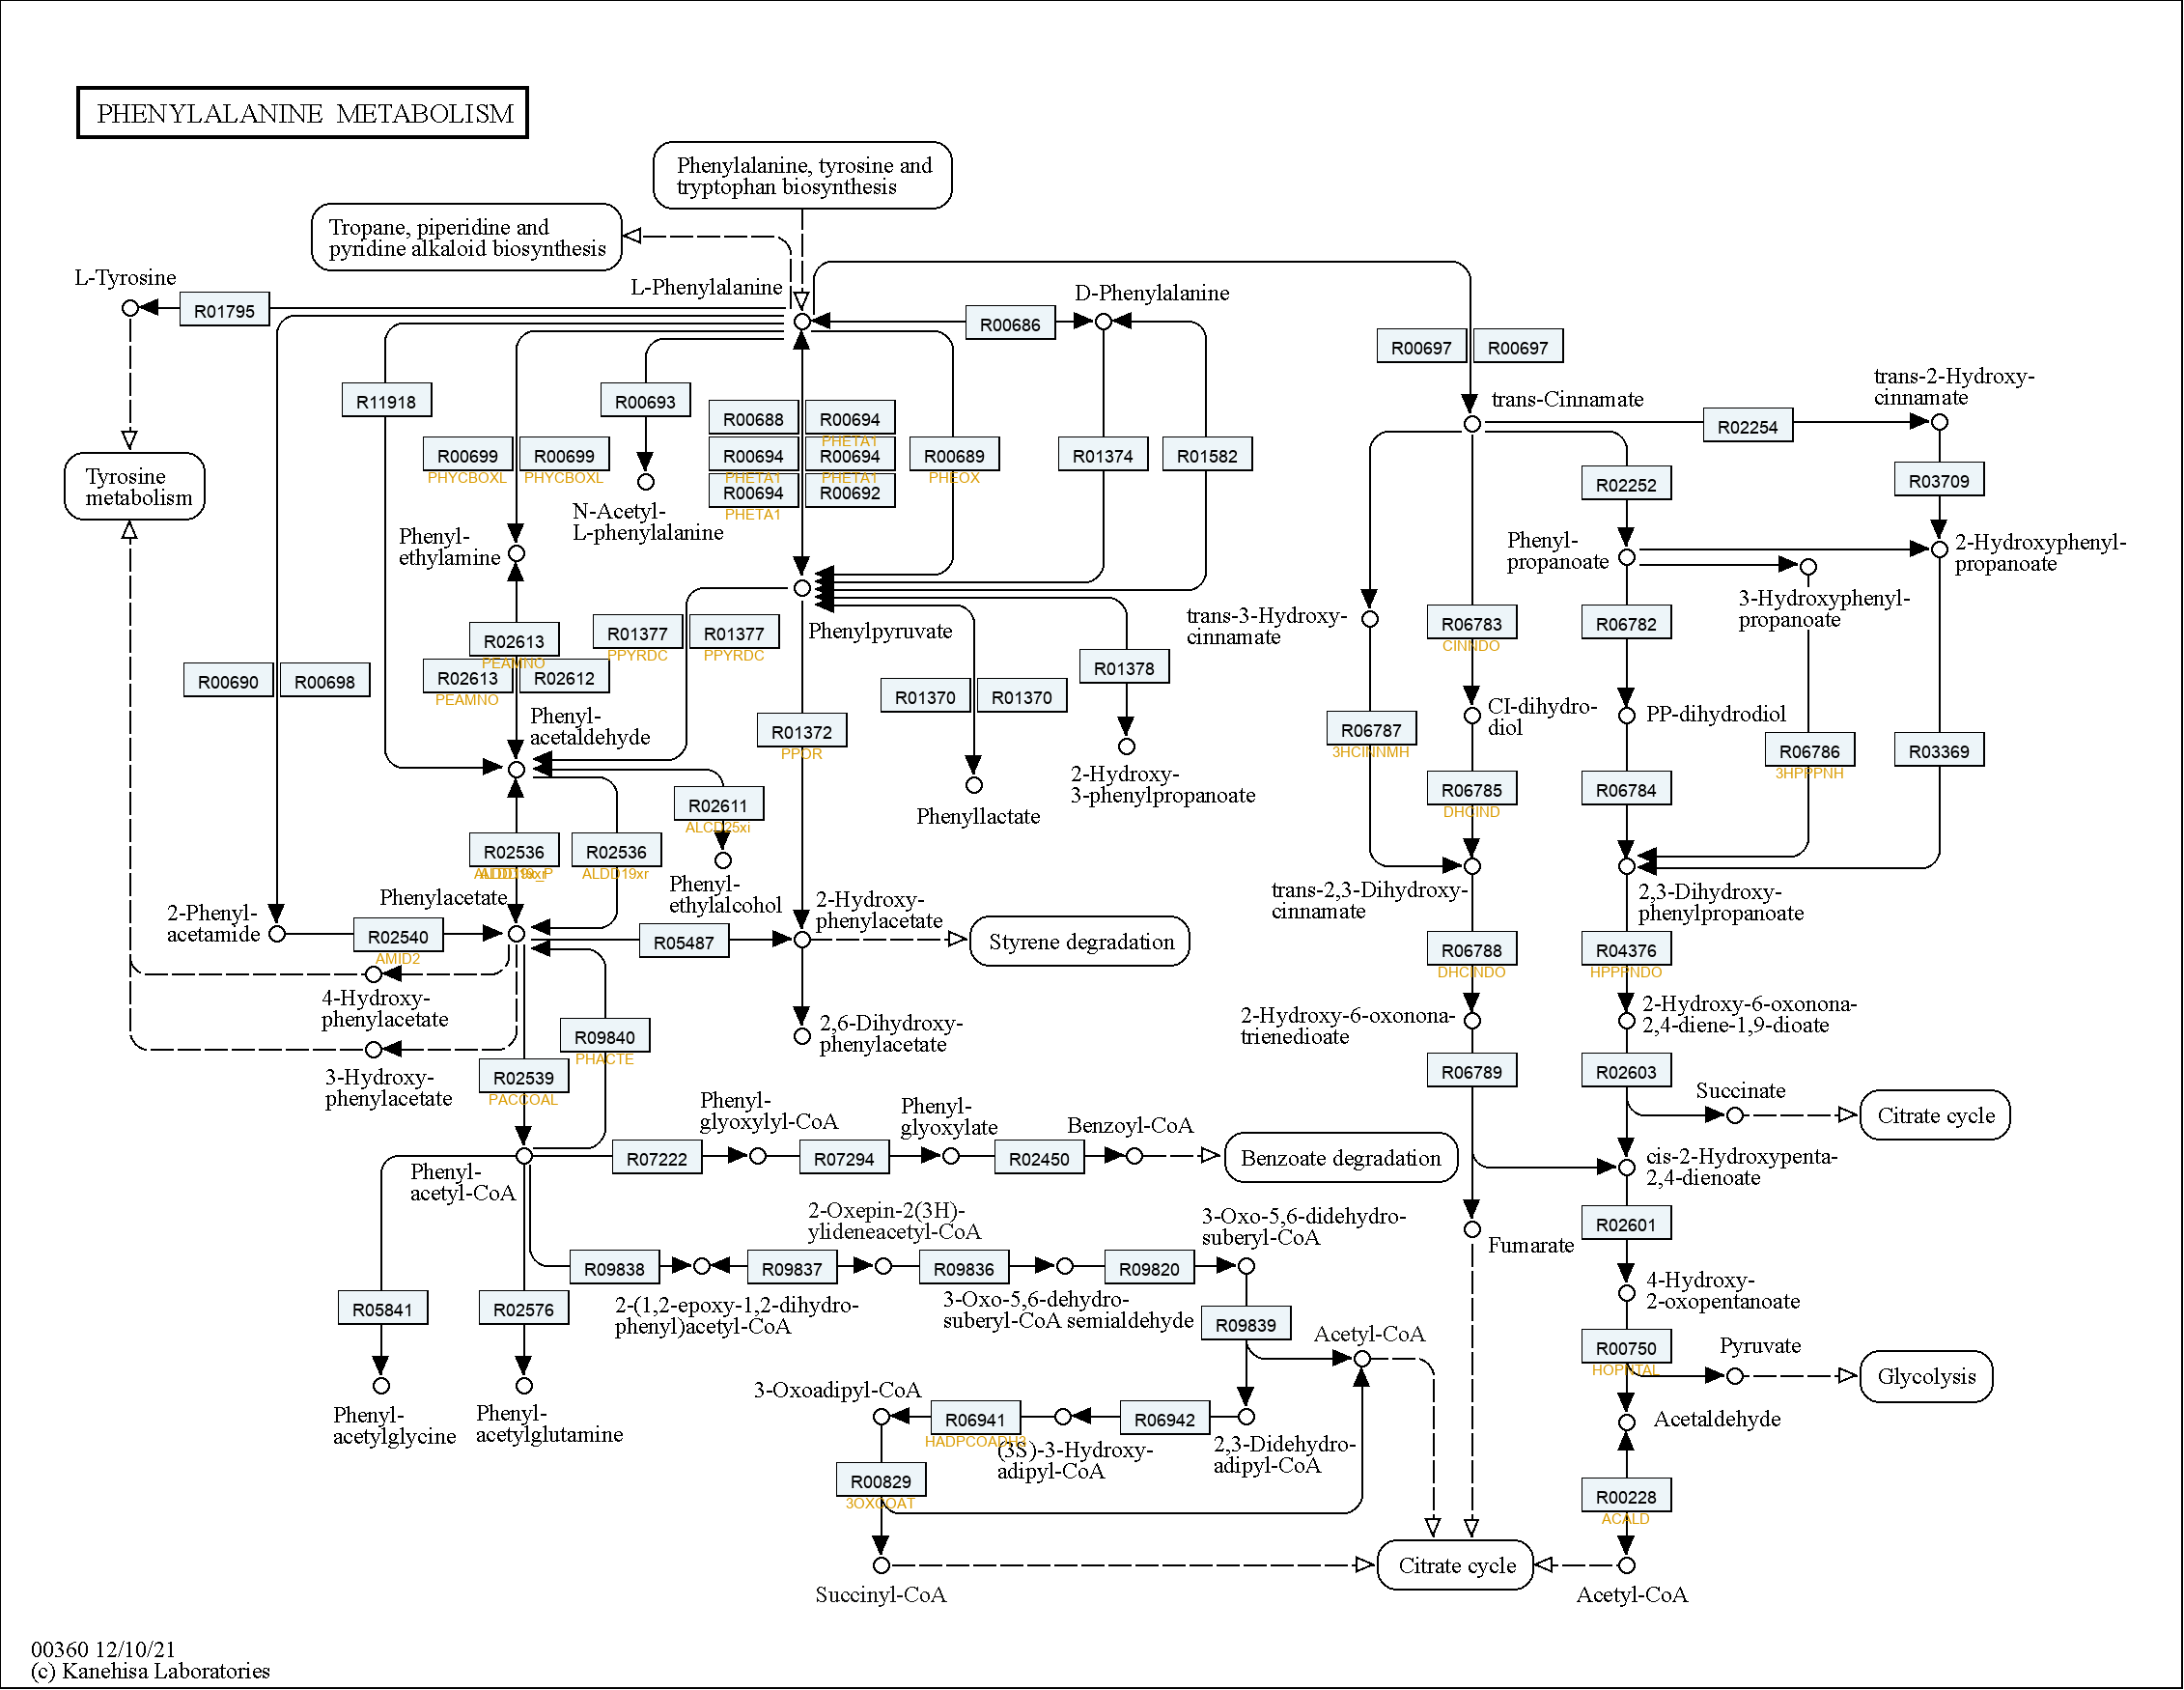 PHENYLALANINE METABOLISM
Phenylalanine, tyrosine and
tryptophan biosynthesis
Tropane, piperidine and
pyridine alkaloid biosynthesis
L-Tyrosine
R01795
L-Phenylalanine
R00686
D-Phenylalanine
R00697
R00697
R11918
R00693
R00688
R00694
PHETA1
R00699
PHYCBOXL
R00699
PHYCBOXL
R00694
PHETA1
R00694
PHETA1
R00689
PHEOX
R01374
R01582
R00694
PHETA1
R00692
trans-Cinnamate
R02254
trans-2-Hydroxy-
cinnamate
R02252
R03709
Tyrosine
metabolism
N-Acetyl-
L-phenylalanine
Phenyl-
ethylamine
Phenyl-
propanoate
2-Hydroxyphenyl-
propanoate
3-Hydroxyphenyl-
propanoate
trans-3-Hydroxy-
cinnamate
R06783
CINNDO
R06782
R02613
PEAMNO
R01377
PPYRDC
R01377
PPYRDC
Phenylpyruvate
R00690
R00698
R02613
PEAMNO
R02612
R01378
R01370
R01370
Phenyl-
acetaldehyde
R01372
PPOR
CI-dihydro-
diol
PP-dihydrodiol
R06787
3HCINNMH
R06786
3HPPPNH
R03369
2-Hydroxy-
3-phenylpropanoate
Phenyllactate
R02611
ALCD25xi
R06785
DHCIND
R06784
R02536
R02536
ALDD19xr
Phenyl-
ethylalcohol
Phenylacetate
2-Phenyl-
acetamide
R02540
AMID2
R05487
2-Hydroxy-
phenylacetate
Styrene degradation
trans-2,3-Dihydroxy-
cinnamate
2,3-Dihydroxy-
phenylpropanoate
R06788
DHCINDO
R04376
HPPPNDO
4-Hydroxy-
phenylacetate
3-Hydroxy-
phenylacetate
R09840
PHACTE
R02539
PACCOAL
2,6-Dihydroxy-
phenylacetate
2-Hydroxy-6-oxonona-
trienedioate
2-Hydroxy-6-oxonona-
2,4-diene-1,9-dioate
R06789
R02603
Succinate
Citrate cycle
Phenyl-
acetyl-CoA
R07222
Phenyl-
glyoxylyl-CoA
R07294
Phenyl-
glyoxylate
R02450
Benzoyl-CoA
Benzoate degradation
cis-2-Hydroxypenta-
2,4-dienoate
R02601
Fumarate
2-Oxepin-2(3H)-
ylideneacetyl-CoA
3-Oxo-5,6-didehydro-
suberyl-CoA
R09838
R09837
R09836
R09820
2-(1,2-epoxy-1,2-dihydro-
phenyl)acetyl-CoA
3-Oxo-5,6-dehydro-
suberyl-CoA semialdehyde
R05841
R02576
R09839
Acetyl-CoA
4-Hydroxy-
2-oxopentanoate
R00750
HOPNTAL
Pyruvate
Glycolysis
Phenyl-
acetylglycine
Phenyl-
acetylglutamine
3-Oxoadipyl-CoA
R06941
HADPCOADH3
R06942
(3S)-3-Hydroxy-
adipyl-CoA
2,3-Didehydro-
adipyl-CoA
Acetaldehyde
R00829
3OXCOAT
R00228
ACALD
Succinyl-CoA
Citrate cycle
Acetyl-CoA
00360 12/10/21
(c) Kanehisa Laboratories